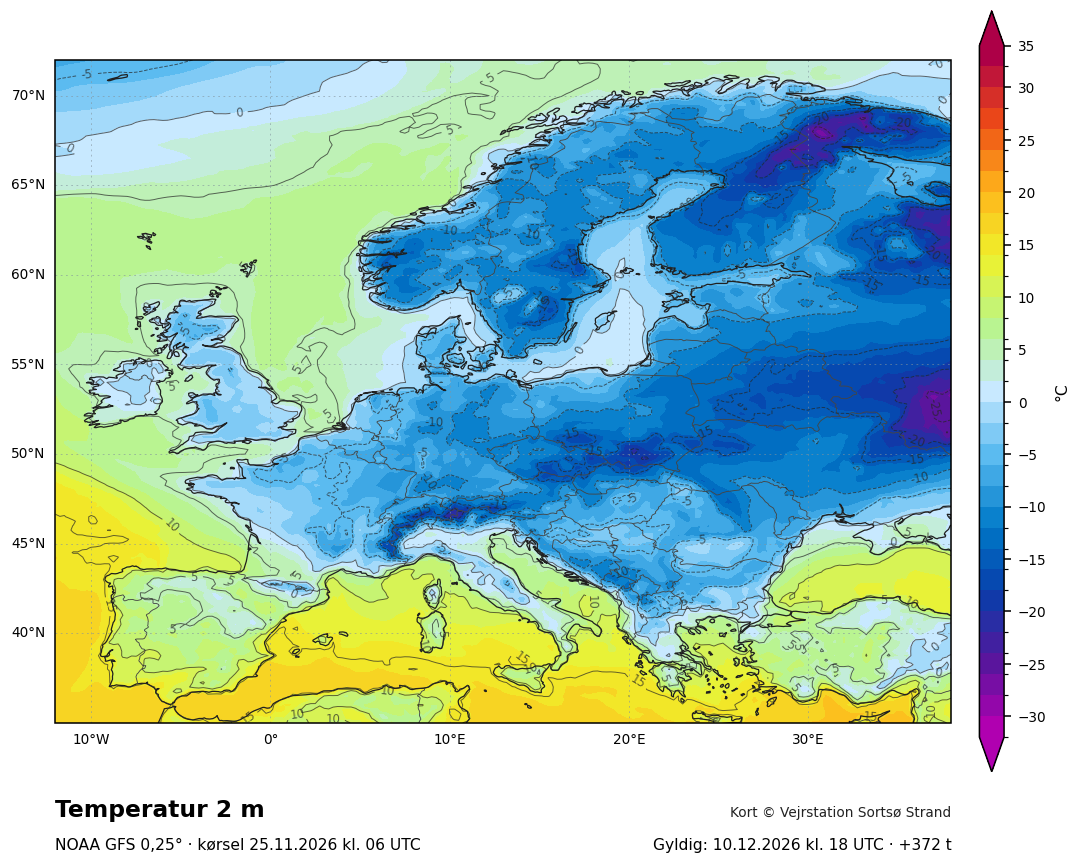 35
30
25
20
15
10
5
0
−5
−10
−15
−20
−25
−30
°C
70°N
65°N
60°N
55°N
50°N
45°N
40°N
10°W
0°
10°E
20°E
30°E
Temperatur 2 m
Kort © Vejrstation Sortsø Strand
NOAA GFS 0,25° · kørsel 25.11.2026 kl. 06 UTC
Gyldig: 10.12.2026 kl. 18 UTC · +372 t